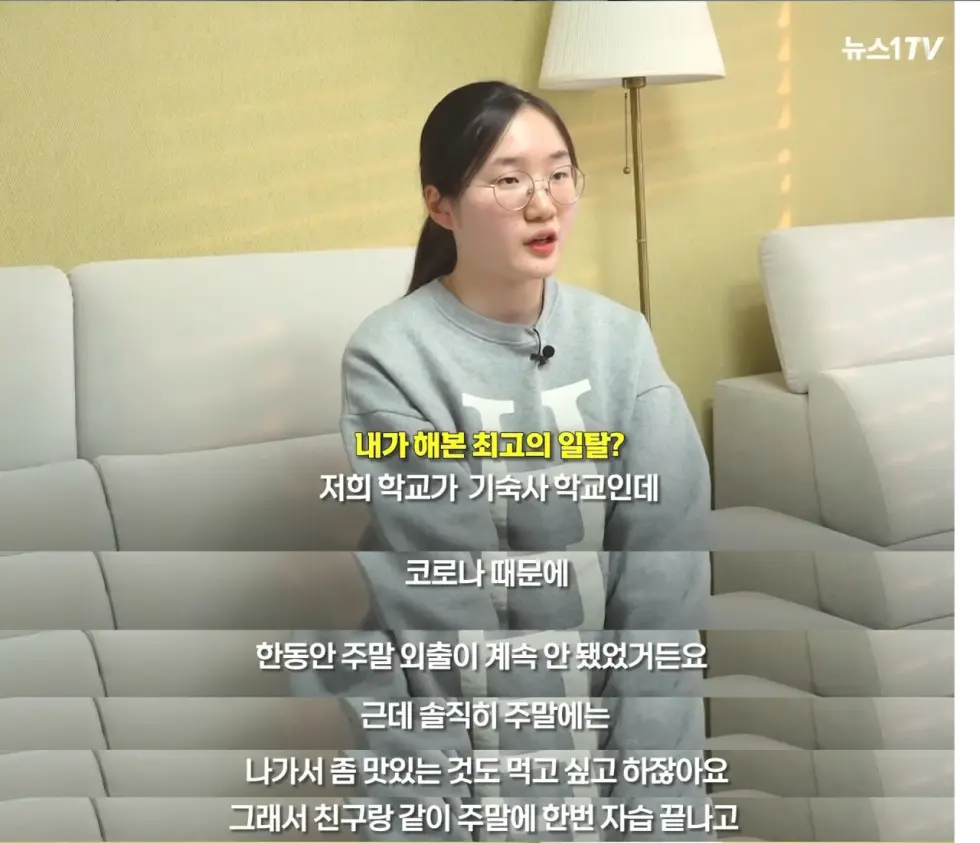 뉴스1TV
내가 해본 최고의 일탈?
저희 학교가 기숙사 학교인데
코로나 때문에
한동안 주말 외출이 계속 안 됐었거든요
근데 솔직히 주말에는
나가서 좀 맛있는 것도 먹고 싶고 하잖아요
그래서 친구랑 같이 주말에 한번 자습 끝나고